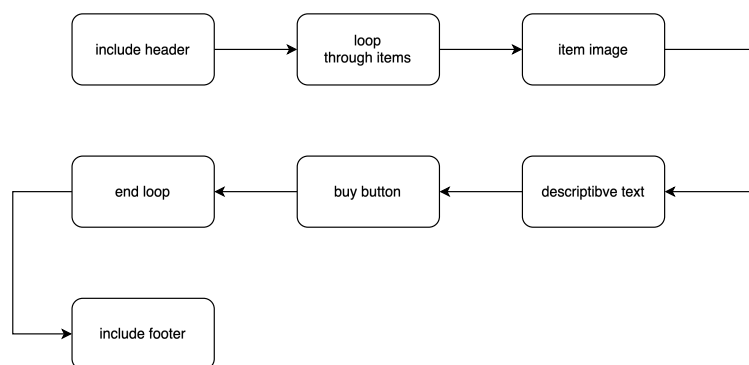 include header
loop
through items
item image
descriptibve text
buy button
end loop
include footer